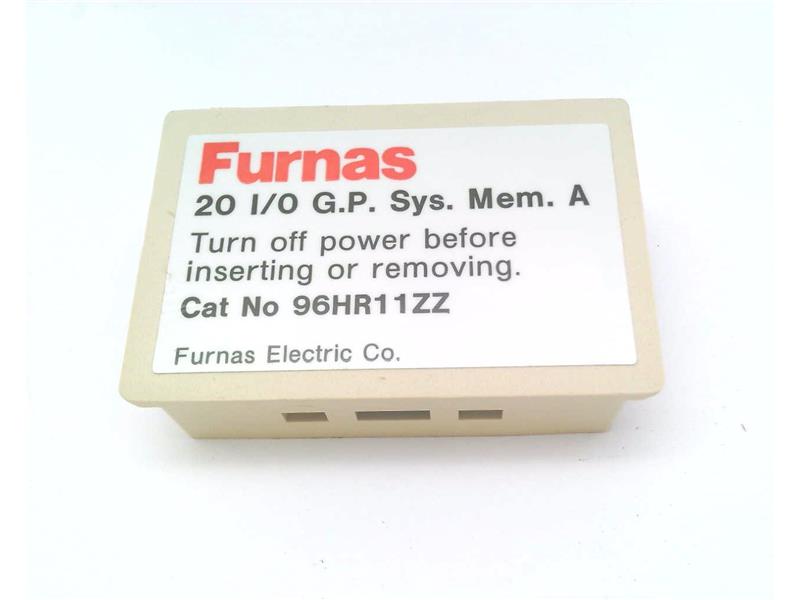 Furnas
20 I/O G.P. Sys. Mem. A
Turn off power before
inserting or removing.
Cat No 96HR11ZZ
Furnas Electric Co.